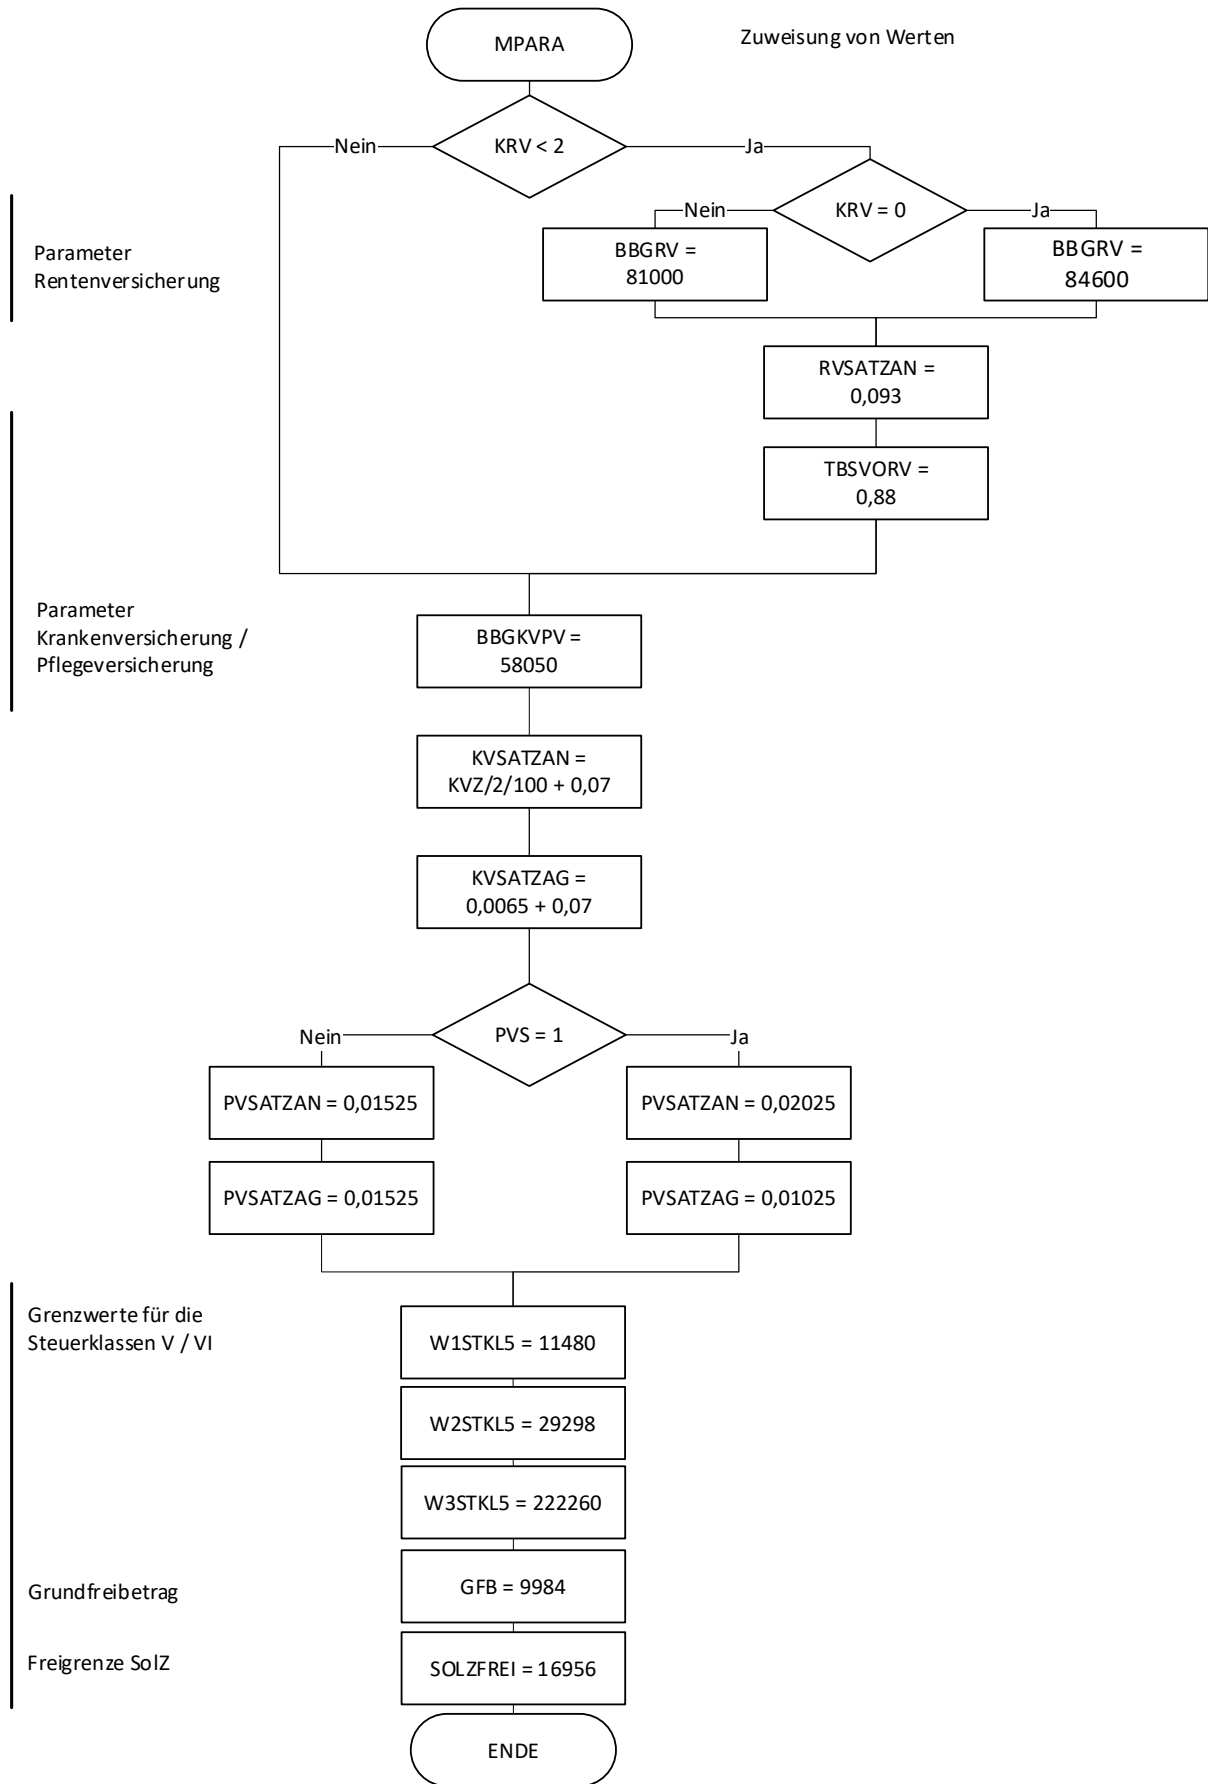 MPARA
Zuweisung von Werten
Nein
KRV < 2
Ja
Nein
KRV = 0
Ja
Parameter
Rentenversicherung
BBGRV =
81000
BBGRV =
84600
RVSATZAN =
0,093
TBSVORV =
0,88
Parameter
Krankenversicherung /
Pflegeversicherung
BBGKVPV =
58050
KVSATZAN =
KVZ/2/100 + 0,07
KVSATZAG =
0,0065 + 0,07
Nein
PVS = 1
Ja
PVSATZAN = 0,01525
PVSATZAN = 0,02025
PVSATZAG = 0,01525
PVSATZAG = 0,01025
Grenzwerte für die
Steuerklassen V / VI
W1STKL5 = 11480
W2STKL5 = 29298
W3STKL5 = 222260
Grundfreibetrag
GFB = 9984
Freigrenze SolZ
SOLZFREI = 16956
ENDE